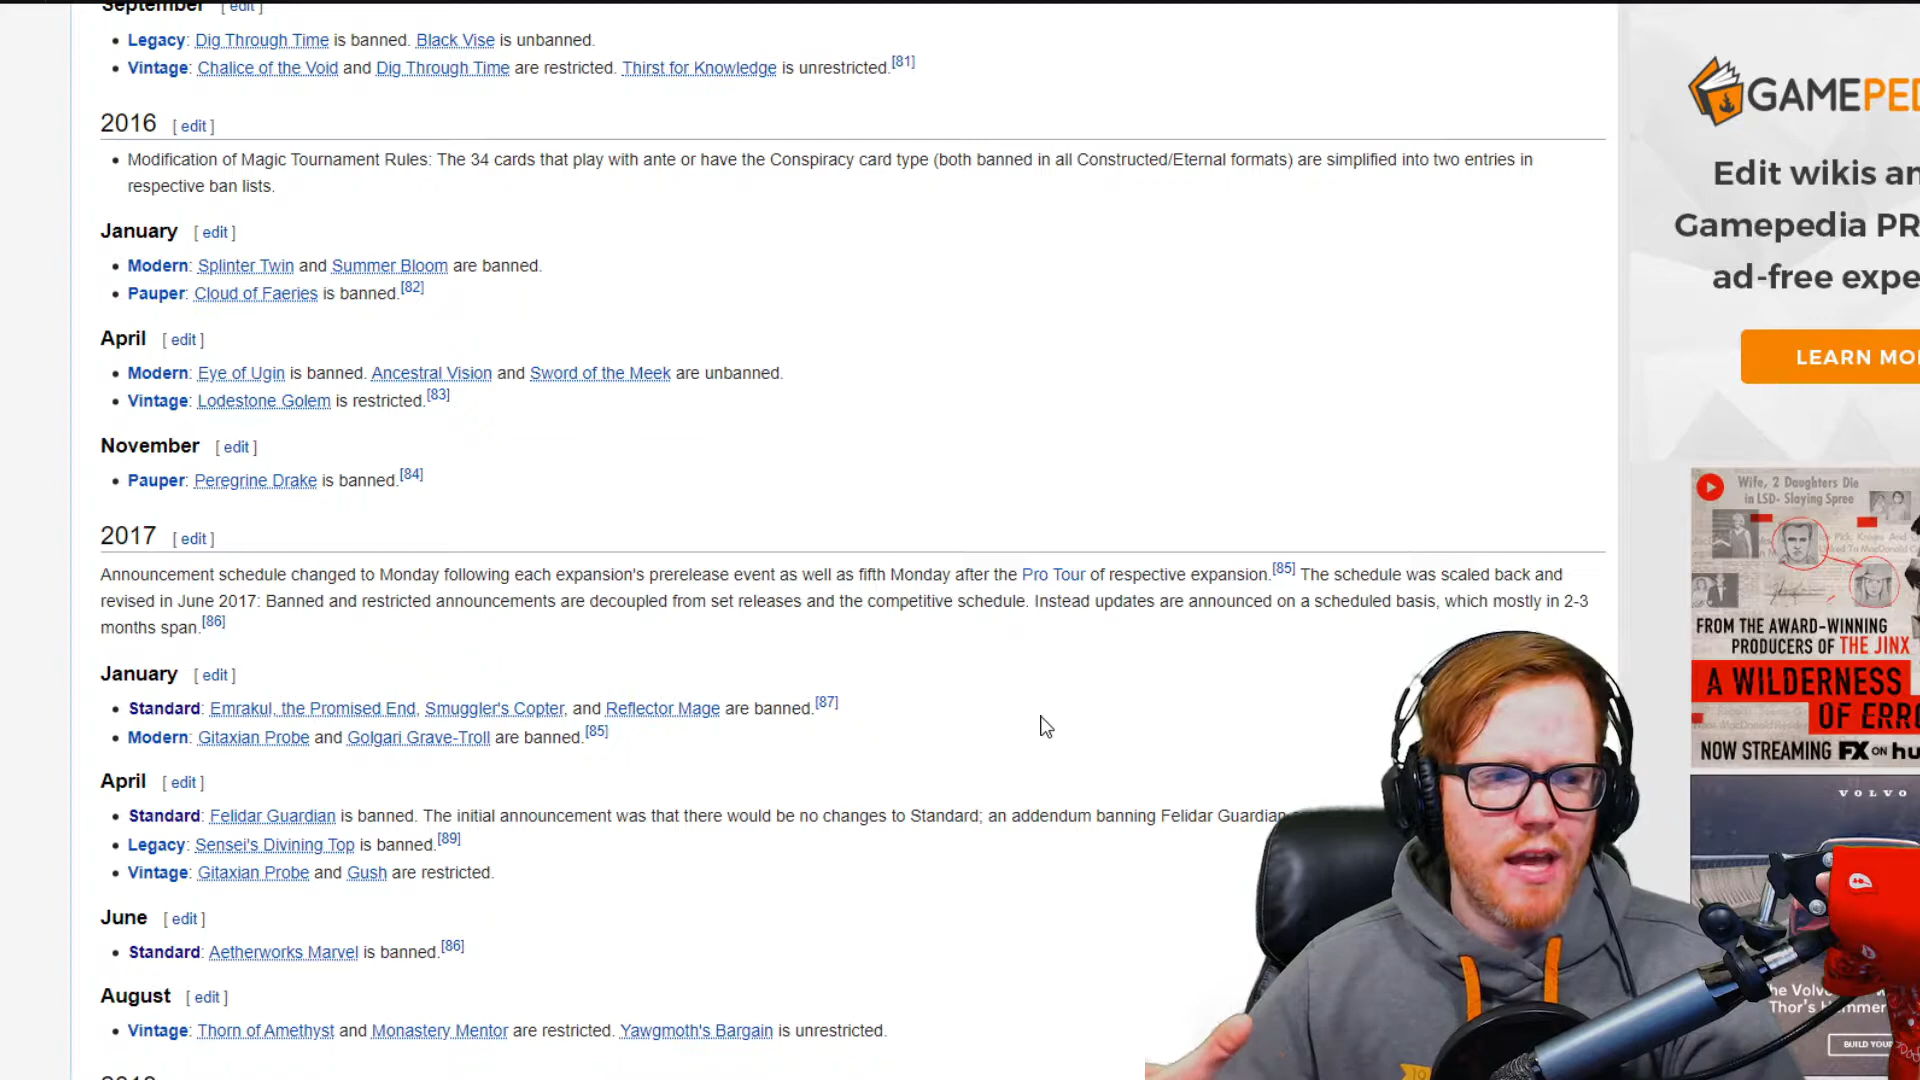 September [ edit ]
• Legacy: Dig Through Time is banned. Black Vise is unbanned.
• Vintage: Chalice of the Void and Dig Through Time are restricted. Thirst for Knowledge is unrestricted.[81]
2016 [ edit ]
• Modification of Magic Tournament Rules: The 34 cards that play with ante or have the Conspiracy card type (both banned in all Constructed/Eternal formats) are simplified into two entries in
respective ban lists.
January [ edit ]
• Modern: Splinter Twin and Summer Bloom are banned.
• Pauper: Cloud of Faeries is banned.[82]
April [ edit ]
• Modern: Eye of Ugin is banned. Ancestral Vision and Sword of the Meek are unbanned.
• Vintage: Lodestone Golem is restricted.[83]
November [ edit ]
• Pauper: Peregrine Drake is banned.[84]
2017 [ edit ]
Announcement schedule changed to Monday following each expansion's prerelease event as well as fifth Monday after the Pro Tour of respective expansion.[85] The schedule was scaled back and
revised in June 2017: Banned and restricted announcements are decoupled from set releases and the competitive schedule. Instead updates are announced on a scheduled basis, which mostly in 2-3
months span.[86]
January [ edit ]
• Standard: Emrakul, the Promised End, Smuggler's Copter, and Reflector Mage are banned.[87]
• Modern: Gitaxian Probe and Golgari Grave-Troll are banned.[85]
April [ edit ]
• Standard: Felidar Guardian is banned. The initial announcement was that there would be no changes to Standard; an addendum banning Felidar Guardian
• Legacy: Sensei's Divining Top is banned.[89]
• Vintage: Gitaxian Probe and Gush are restricted.
June [ edit ]
• Standard: Aetherworks Marvel is banned.[86]
August [ edit ]
• Vintage: Thorn of Amethyst and Monastery Mentor are restricted. Yawgmoth's Bargain is unrestricted.
GAMEPED
Edit wikis an
Gamepedia PR
ad-free expe
LEARN MO
Wife, 2 Daughters Die
in LSD- Slaying Spree
FROM THE AWARD-WINNING
PRODUCERS OF THE JINX
A WILDERNESS
OF ERRO
NOW STREAMING FX ON hu
VOLVO
he Volv
Thor's
BUILD YOUR